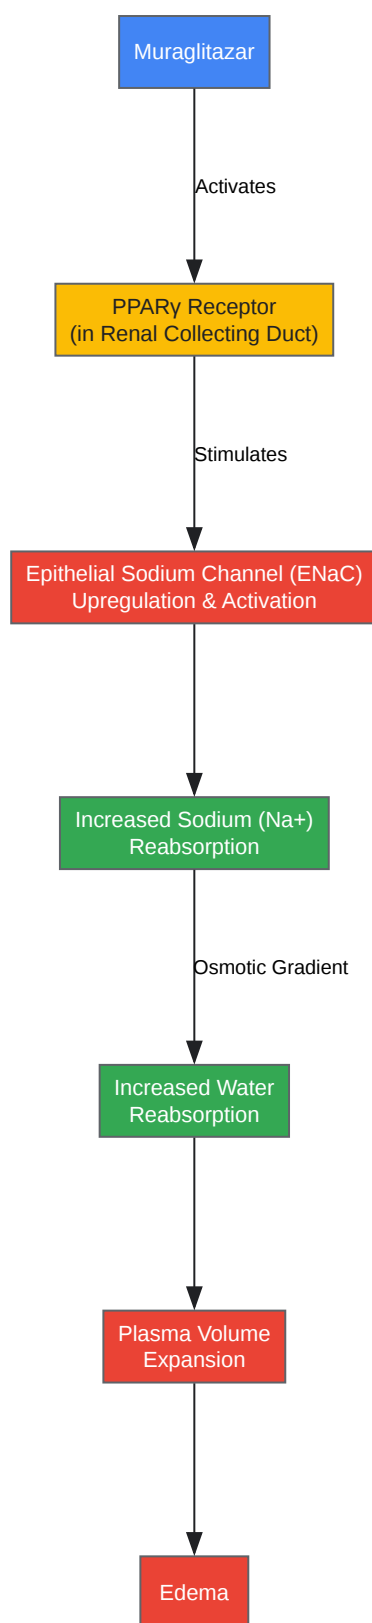 Muraglitazar
Activates
PPARγ Receptor
(in Renal Collecting Duct)
Stimulates
Epithelial Sodium Channel (ENaC)
Upregulation & Activation
Increased Sodium (Na+)
Reabsorption
Osmotic Gradient
Increased Water
Reabsorption
Plasma Volume
Expansion
Edema